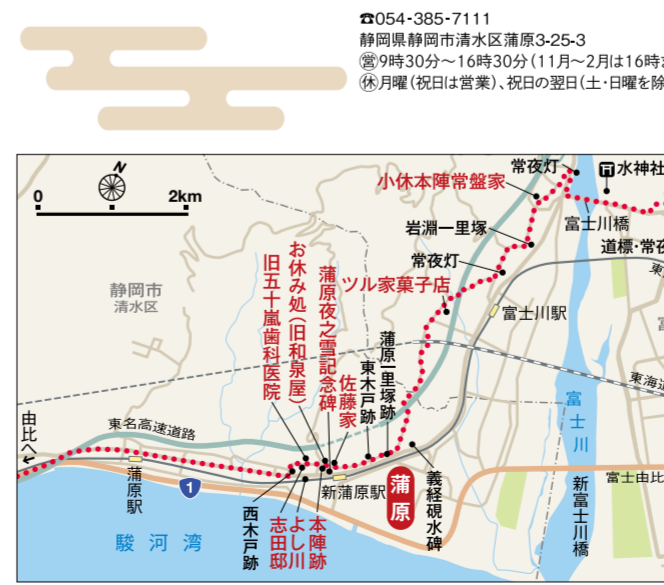 ☎054-385-7111
静岡県静岡市清水区蒲原3-25-3
㊡9時30分～16時30分(11月～2月は16時
㊡月曜(祝日は営業)、祝日の翌日(土・日曜を除
0
2km
N
常夜灯
水神社
小休本陣常盤家
富士川橋
岩淵一里塚
道標・常夜
常夜灯
ツル家菓子店
富士川駅
静岡市
清水区
お休み処(旧和泉屋)
旧五十嵐歯科医院
蒲原夜之雪記念碑
佐藤家
蒲原一里塚跡
東木戸跡
東海道
富士川
由比へ
東名高速道路
蒲原駅
1
新蒲原駅
蒲原
義経硯水碑
新富士川橋
富士由比
西木戸跡
志田邸
よし川
本陣跡
駿河湾